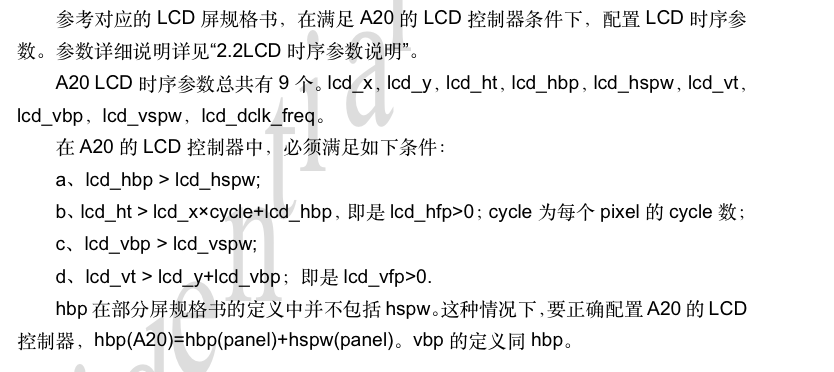 参考对应的 LCD 屏规格书，在满足 A20 的 LCD 控制器条件下，配置 LCD 时序参
数。参数详细说明详见“2.2LCD 时序参数说明”。
A20 LCD 时序参数总共有 9 个。lcd_x，lcd_y，lcd_ht，lcd_hbp，lcd_hspw，lcd_vt，
lcd_vbp，lcd_vspw，lcd_dclk_freq。
在 A20 的 LCD 控制器中，必须满足如下条件：
a、lcd_hbp > lcd_hspw;
b、lcd_ht > lcd_x×cycle+lcd_hbp，即是 lcd_hfp>0；cycle 为每个 pixel 的 cycle 数；
c、lcd_vbp > lcd_vspw;
d、lcd_vt > lcd_y+lcd_vbp；即是 lcd_vfp>0.
hbp 在部分屏规格书的定义中并不包括 hspw。这种情况下，要正确配置 A20 的 LCD
控制器，hbp(A20)=hbp(panel)+hspw(panel)。vbp 的定义同 hbp。